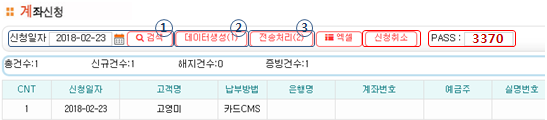 계좌신청
신청일자 2018-02-23 ① 검색 ② 데이터생성(1) ③ 전송처리(2) 엑셀 신청취소 PASS : 3370
총건수:1 신규건수:1 해지건수:0 증빙건수:1
CNT 신청일자 고객명 납부방법 은행명 계좌번호 예금주 실명번호
1 2018-02-23 고영미 카드CMS